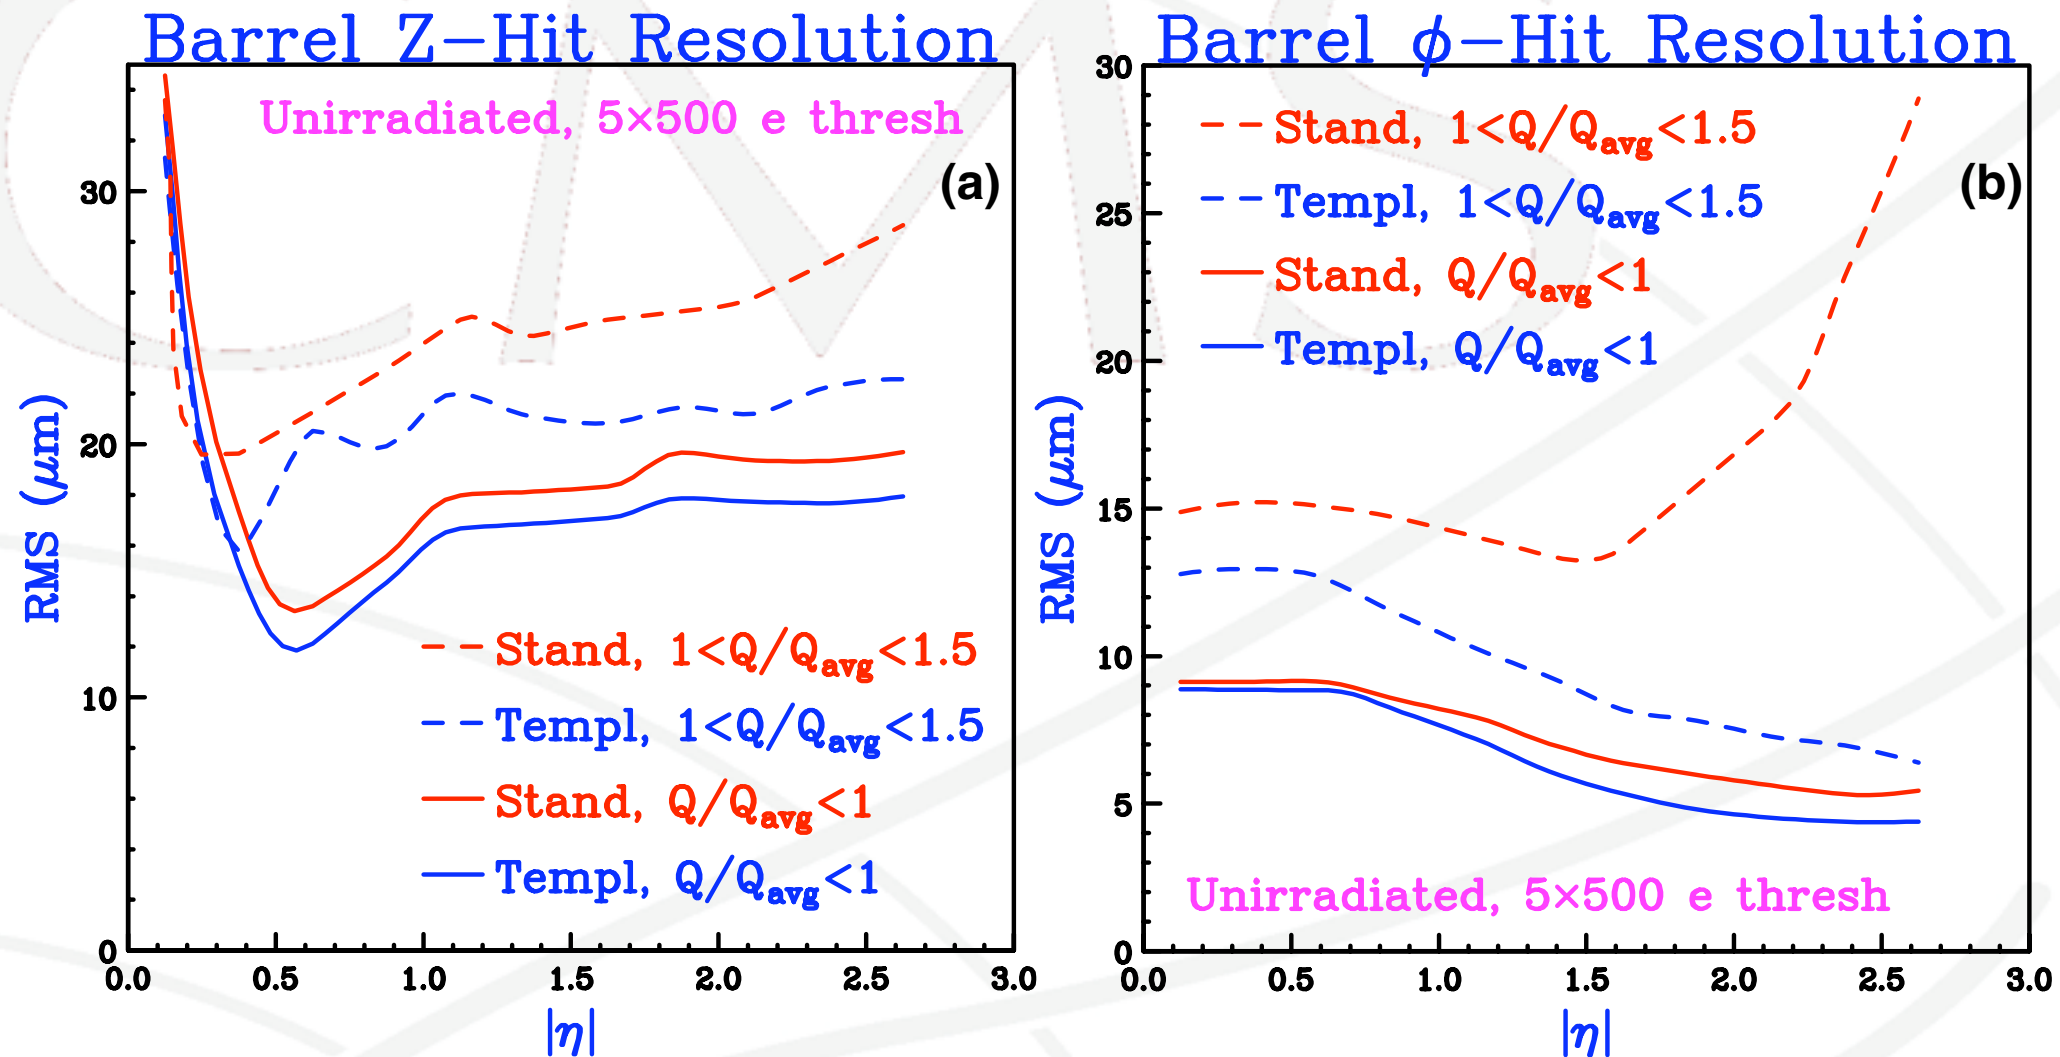 Barrel Z-Hit Resolution
Unirradiated, 5×500 e thresh
(a)
30
20
10
0
RMS (μm)
Stand, 1<Q/Qavg<1.5
Templ, 1<Q/Qavg<1.5
Stand, Q/Qavg<1
Templ, Q/Qavg<1
0.0 0.5 1.0 1.5 2.0 2.5 3.0
|η|
Barrel ϕ-Hit Resolution
Stand, 1<Q/Qavg<1.5
Templ, 1<Q/Qavg<1.5
Stand, Q/Qavg<1
Templ, Q/Qavg<1
(b)
30
25
20
15
10
5
0
RMS (μm)
Unirradiated, 5×500 e thresh
0.0 0.5 1.0 1.5 2.0 2.5 3.0
|η|
CMS